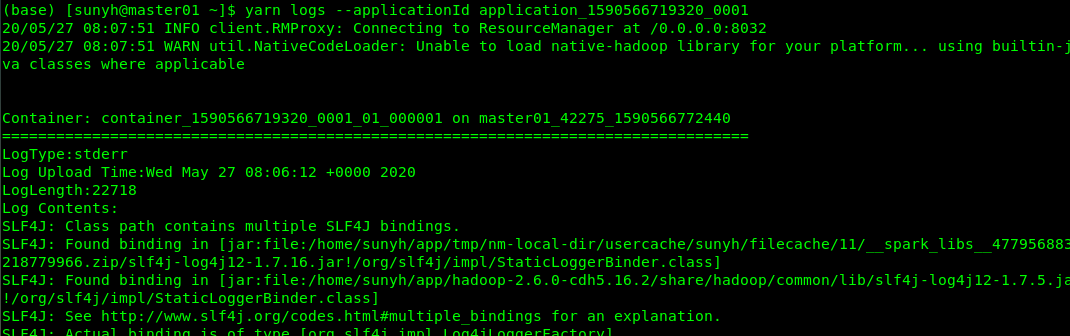 (base) [sunyh@master01 ~]$ yarn logs --applicationId application_1590566719320_0001
20/05/27 08:07:51 INFO client.RMProxy: Connecting to ResourceManager at /0.0.0.0:8032
20/05/27 08:07:51 WARN util.NativeCodeLoader: Unable to load native-hadoop library for your platform... using builtin-j
va classes where applicable
Container: container_1590566719320_0001_01_000001 on master01_42275_1590566772440
===================================================================================
LogType:stderr
Log Upload Time:Wed May 27 08:06:12 +0000 2020
LogLength:22718
Log Contents:
SLF4J: Class path contains multiple SLF4J bindings.
SLF4J: Found binding in [jar:file:/home/sunyh/app/tmp/nm-local-dir/usercache/sunyh/filecache/11/__spark_libs__477956883
218779966.zip/slf4j-log4j12-1.7.16.jar!/org/slf4j/impl/StaticLoggerBinder.class]
SLF4J: Found binding in [jar:file:/home/sunyh/app/hadoop-2.6.0-cdh5.16.2/share/hadoop/common/lib/slf4j-log4j12-1.7.5.ja
!/org/slf4j/impl/StaticLoggerBinder.class]
SLF4J: See http://www.slf4j.org/codes.html#multiple_bindings for an explanation.
SLF4J: Actual binding is of type [org.slf4j.impl.Log4jLoggerFactory]